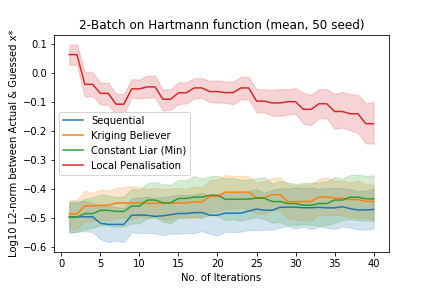 2-Batch on Hartmann function (mean, 50 seed)
Log10 L2-norm between Actual & Guessed x*
0.1
0.0
−0.1
−0.2
−0.3
−0.4
−0.5
−0.6
Sequential
Kriging Believer
Constant Liar (Min)
Local Penalisation
0 5 10 15 20 25 30 35 40
No. of Iterations